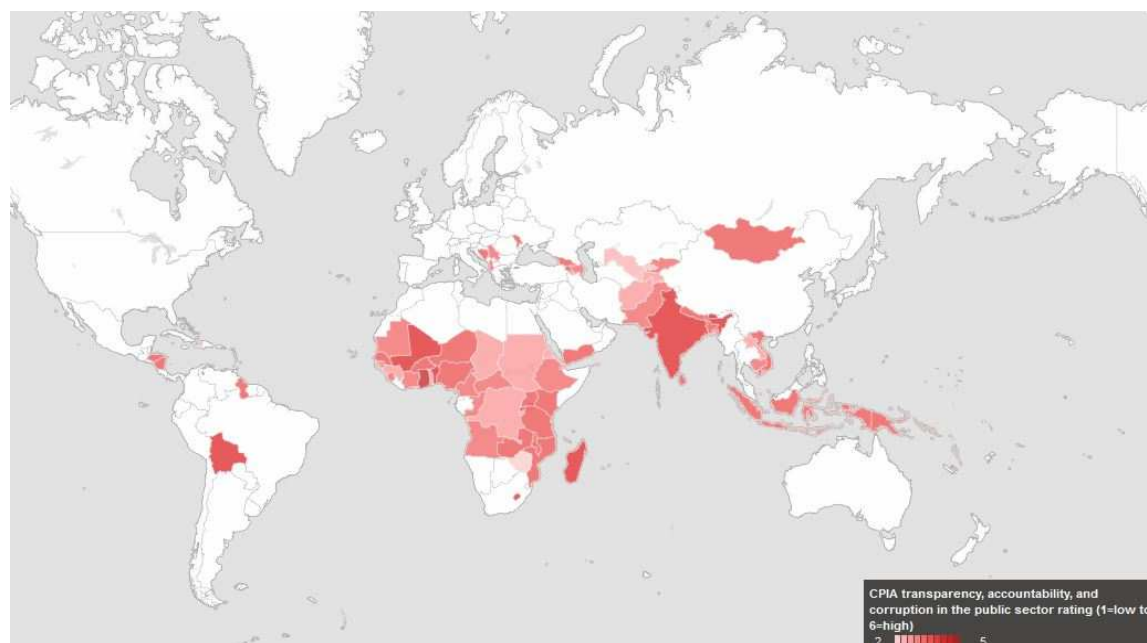 CPIA transparency, accountability, and
corruption in the public sector rating (1=low to
6=high)
2 5